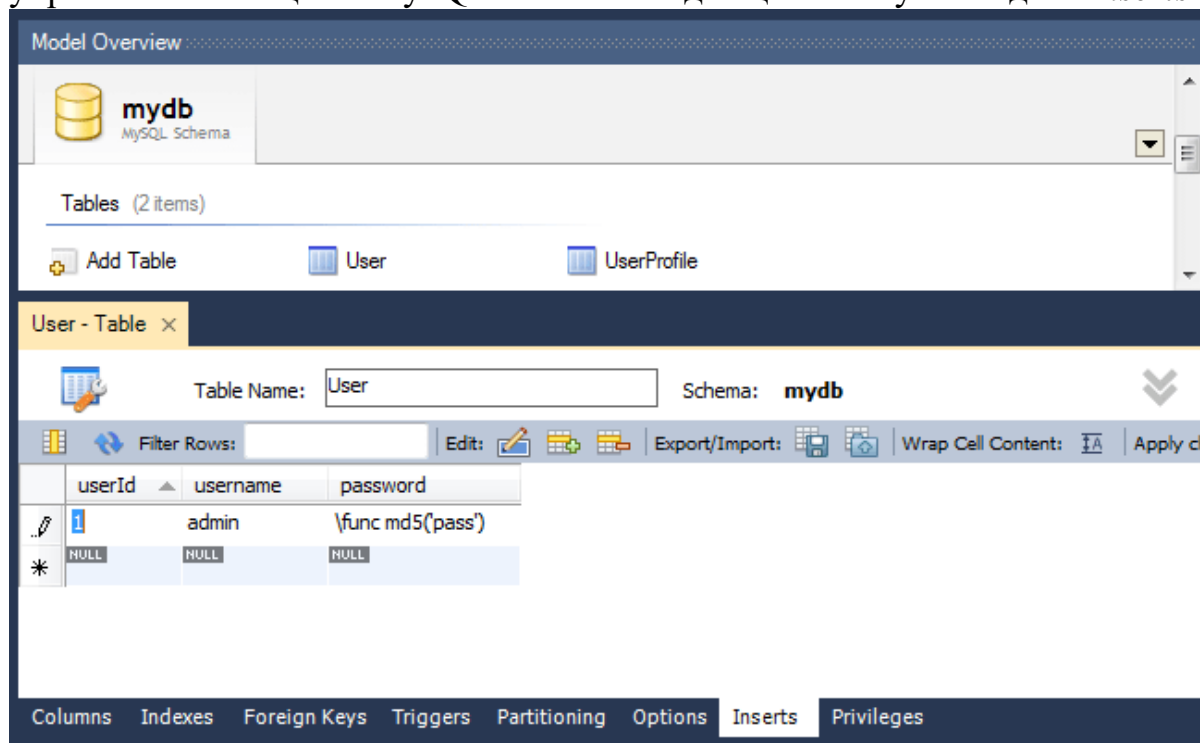 Model Overview
mydb
MySQL Schema
Tables (2 items)
Add Table User UserProfile
User - Table ×
Table Name: User Schema: mydb
Filter Rows: Edit: Export/Import: Wrap Cell Content: Apply
userId username password
1 admin \func md5('pass')
NULL NULL NULL
Columns Indexes Foreign Keys Triggers Partitioning Options Inserts Privileges